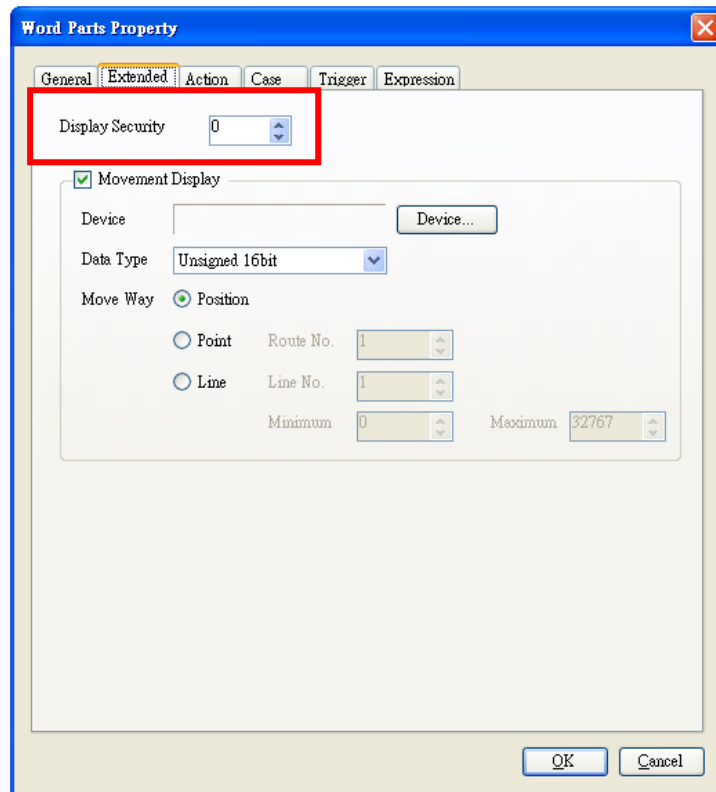 Word Parts Property
General Extended Action Case Trigger Expression
Display Security 0
Movement Display
Device Device...
Data Type Unsigned 16bit
Move Way Position
Point Route No. 1
Line Line No. 1
Minimum 0 Maximum 32767
OK Cancel